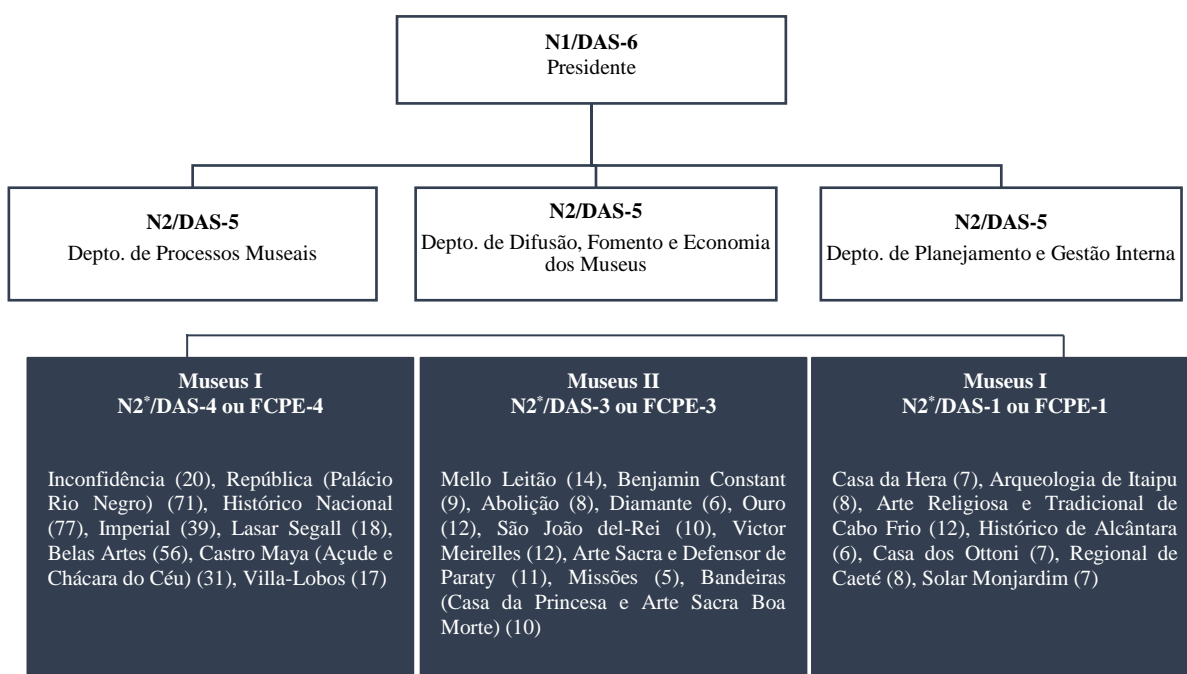 N1/DAS-6
Presidente
N2/DAS-5
Depto. de Processos Museais
N2/DAS-5
Depto. de Difusão, Fomento e Economia
dos Museus
N2/DAS-5
Depto. de Planejamento e Gestão Interna
Museus I
N2*/DAS-4 ou FCPE-4
Inconfidência (20), República (Palácio
Rio Negro) (71), Histórico Nacional
(77), Imperial (39), Lasar Segall (18),
Belas Artes (56), Castro Maya (Açude e
Chácara do Céu) (31), Villa-Lobos (17)
Museus II
N2*/DAS-3 ou FCPE-3
Mello Leitão (14), Benjamin Constant
(9), Abolição (8), Diamante (6), Ouro
(12), São João del-Rei (10), Victor
Meirelles (12), Arte Sacra e Defensor de
Paraty (11), Missões (5), Bandeiras
(Casa da Princesa e Arte Sacra Boa
Morte) (10)
Museus I
N2*/DAS-1 ou FCPE-1
Casa da Hera (7), Arqueologia de Itaipu
(8), Arte Religiosa e Tradicional de
Cabo Frio (12), Histórico de Alcântara
(6), Casa dos Ottoni (7), Regional de
Caeté (8), Solar Monjardim (7)